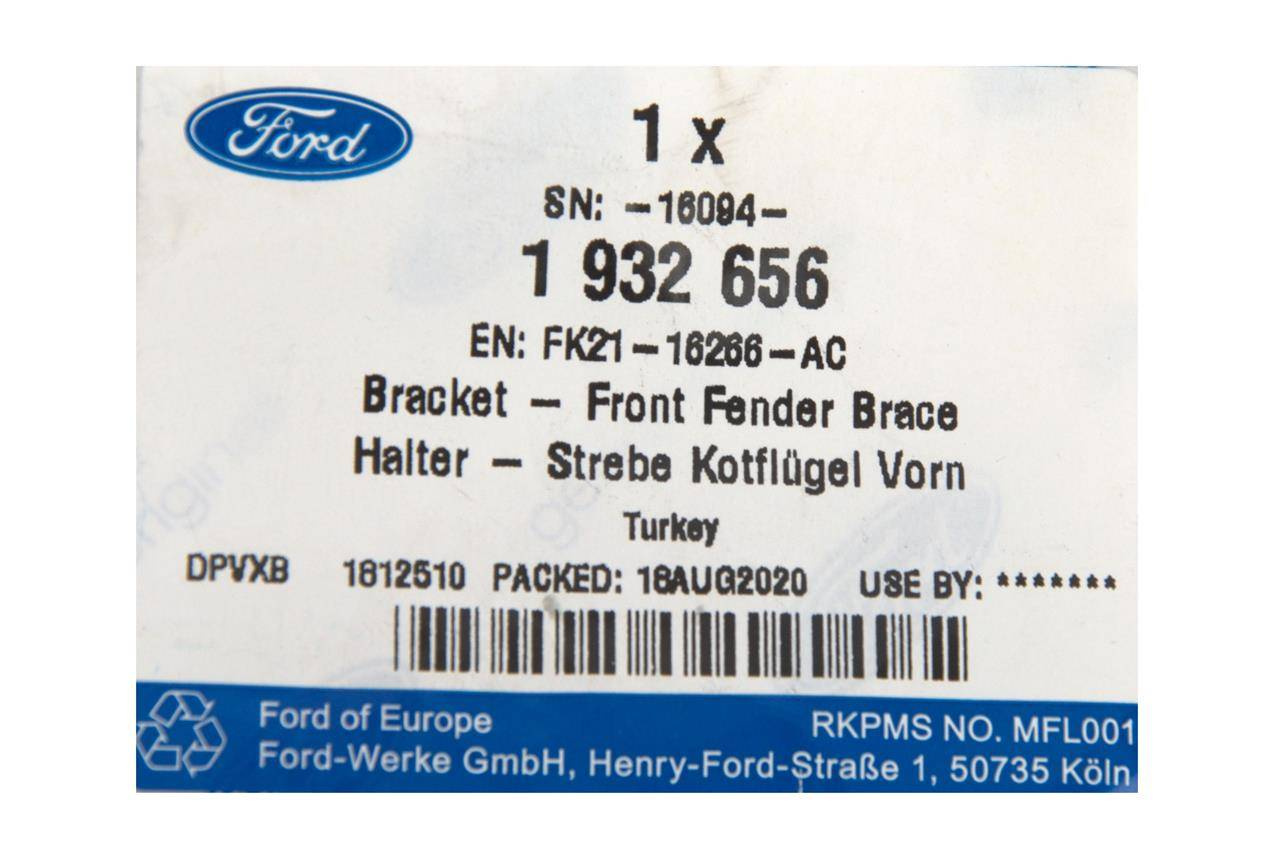 Ford
1 x
SN: -16094-
1 932 656
EN: FK21-16266-AC
Bracket - Front Fender Brace
Halter - Strebe Kotflügel Vorn
Turkey
DPVXB 1812510 PACKED: 18AUG2020 USE BY: *******
Ford of Europe
RKPMS NO. MFL001
Ford-Werke GmbH, Henry-Ford-Straße 1, 50735 Köln